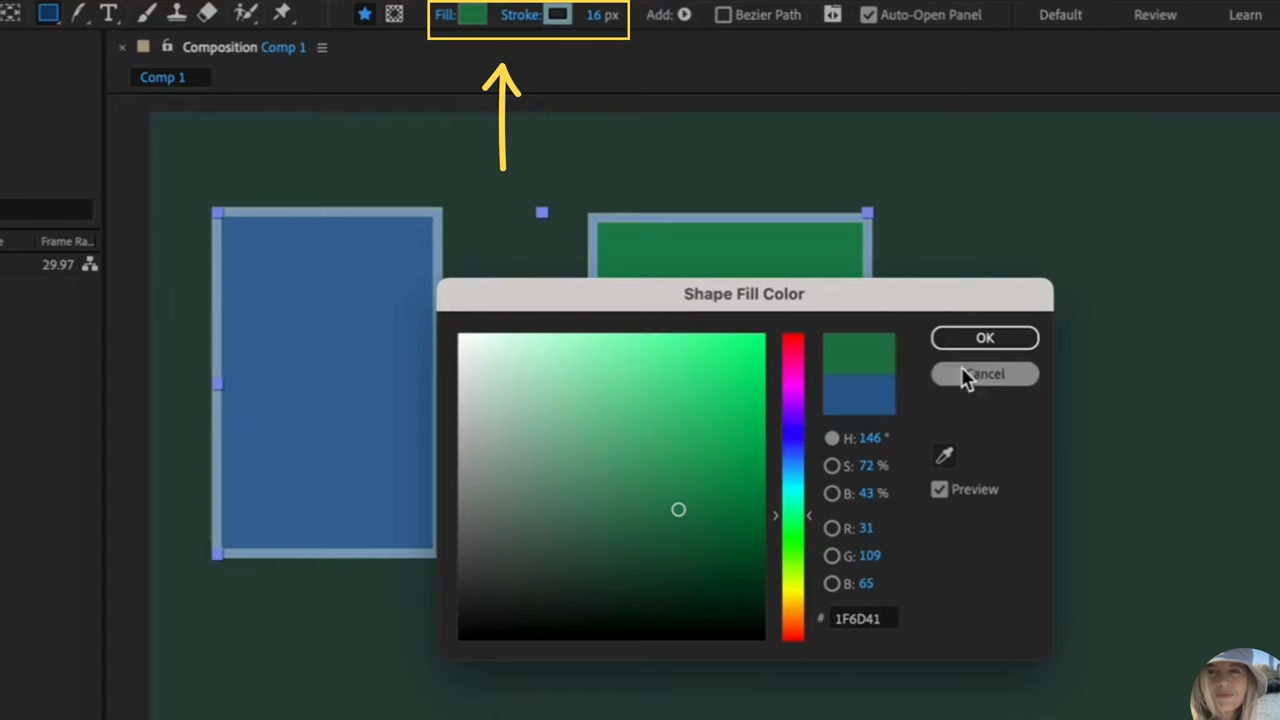 Fill: Stroke: 16 px Add: Bezier Path Auto-Open Panel Default Review Learn
Composition Comp 1
Comp 1
Frame Ra..
29.97
Shape Fill Color
OK
Cancel
H: 146 °
S: 72 %
B: 43 %
Preview
R: 31
G: 109
B: 65
# 1F6D41